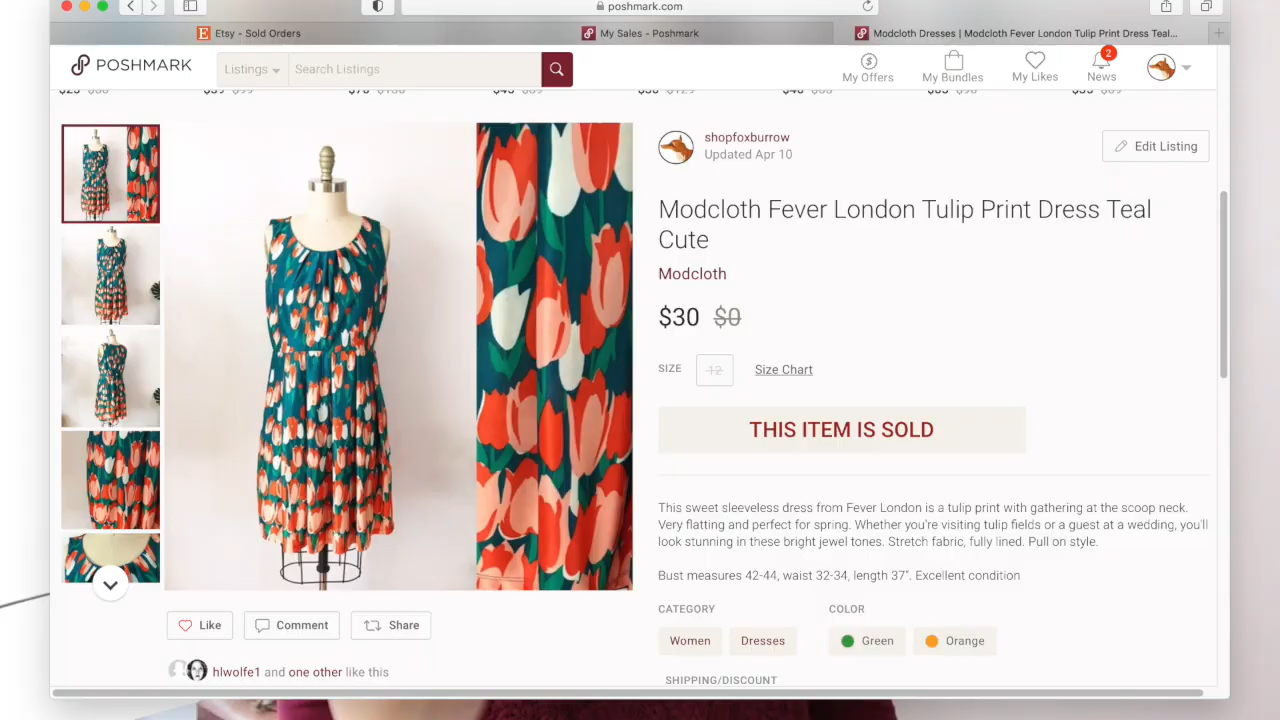 poshmark.com
Etsy - Sold Orders
My Sales - Poshmark
Modcloth Dresses | Modcloth Fever London Tulip Print Dress Teal...
POSHMARK
Listings
Search Listings
My Offers
My Bundles
My Likes
2
News
shopfoxburrow
Updated Apr 10
Edit Listing
Modcloth Fever London Tulip Print Dress Teal
Cute
Modcloth
$30 $0
SIZE 12 Size Chart
THIS ITEM IS SOLD
This sweet sleeveless dress from Fever London is a tulip print with gathering at the scoop neck.
Very flatting and perfect for spring. Whether you're visiting tulip fields or a guest at a wedding, you'll
look stunning in these bright jewel tones. Stretch fabric, fully lined. Pull on style.
Bust measures 42-44, waist 32-34, length 37". Excellent condition
CATEGORY
COLOR
Women
Dresses
Green
Orange
SHIPPING/DISCOUNT
Like
Comment
Share
hlwolfe1 and one other like this